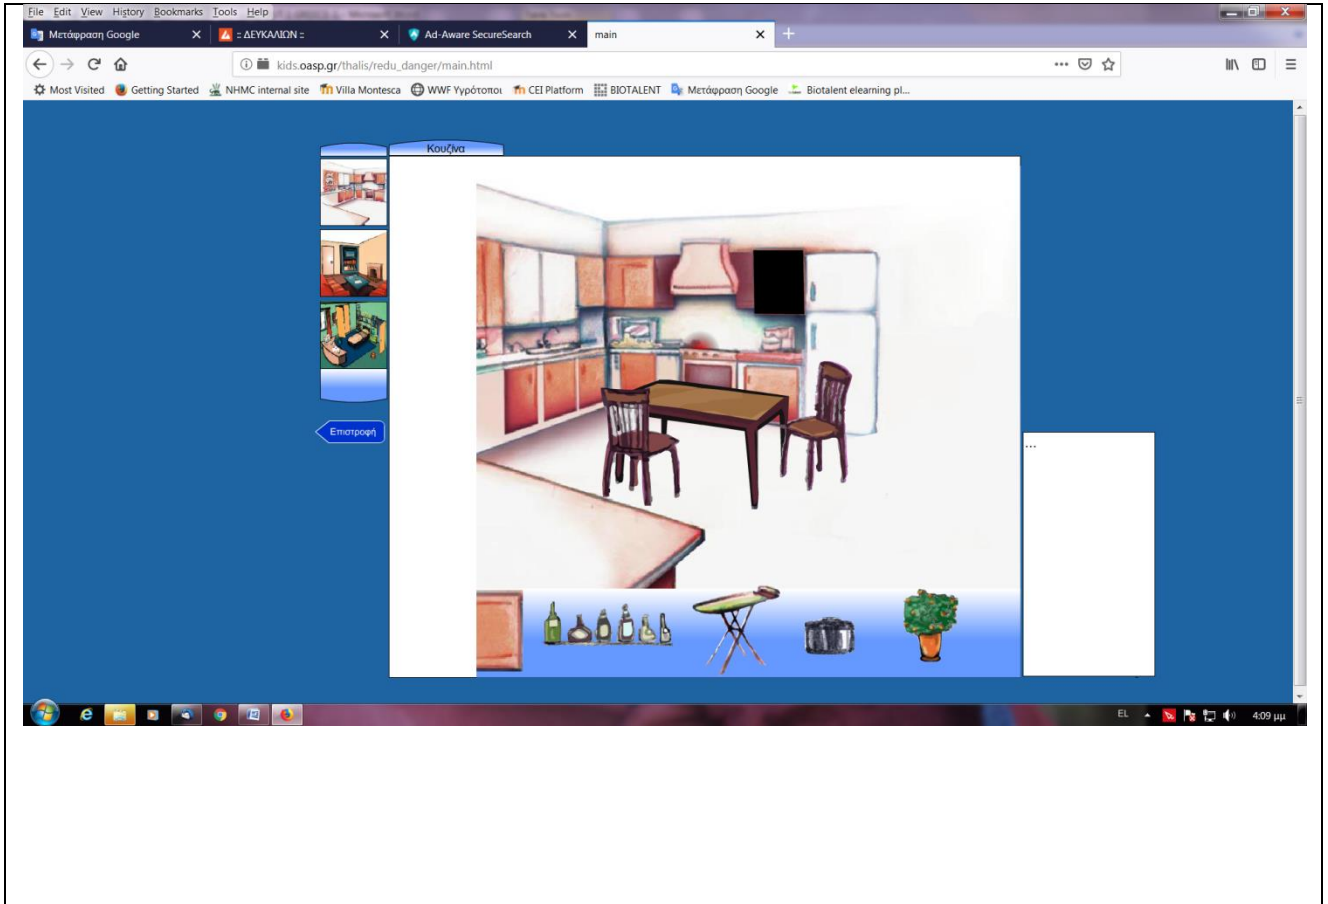 File Edit View History Bookmarks Tools Help
Μετάφραση Google
:: ΔΕΥΚΑΛΙΩΝ ::
Ad-Aware SecureSearch
main
kids.oasp.gr/thalis/redu_danger/main.html
Most Visited Getting Started NHMC internal site Villa Montesca WWF Υγρότοποι CEI Platform BIOTALENT Μετάφραση Google Biotalent elearning pl...
Κουζίνα
Επιστροφή
...
EL
4:09 μμ